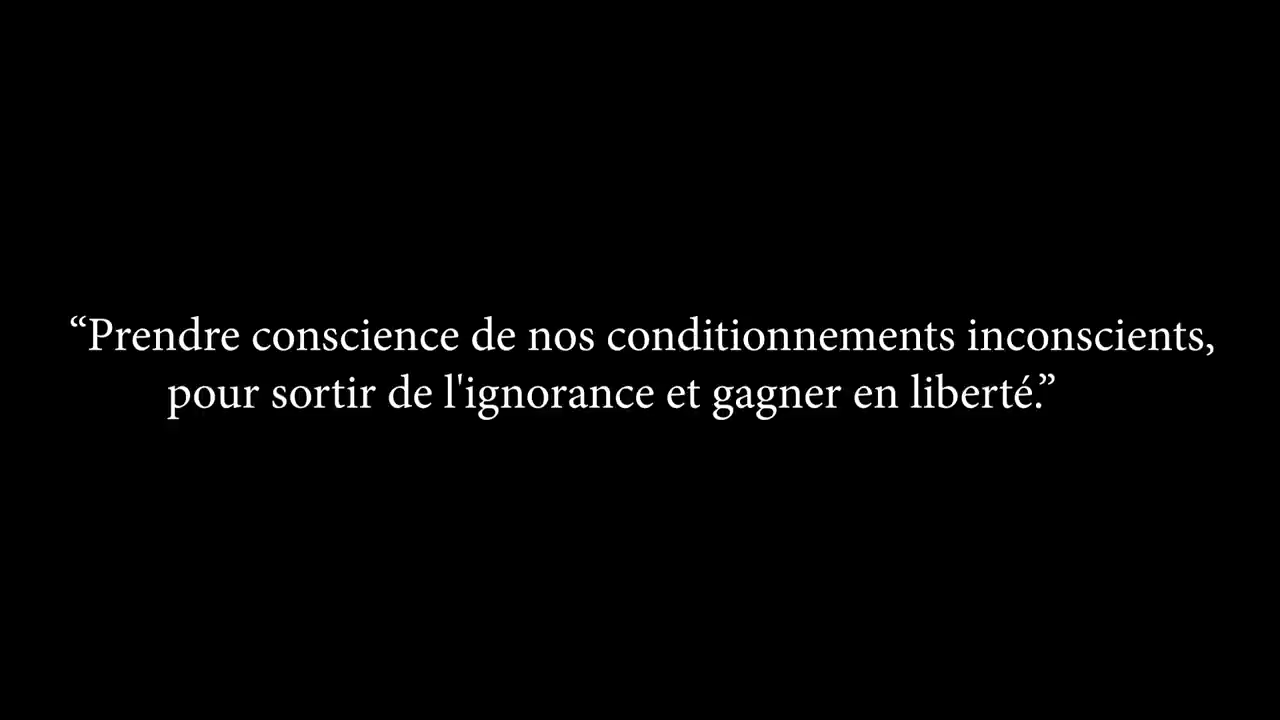 “Prendre conscience de nos conditionnements inconscients,
pour sortir de l'ignorance et gagner en liberté.”